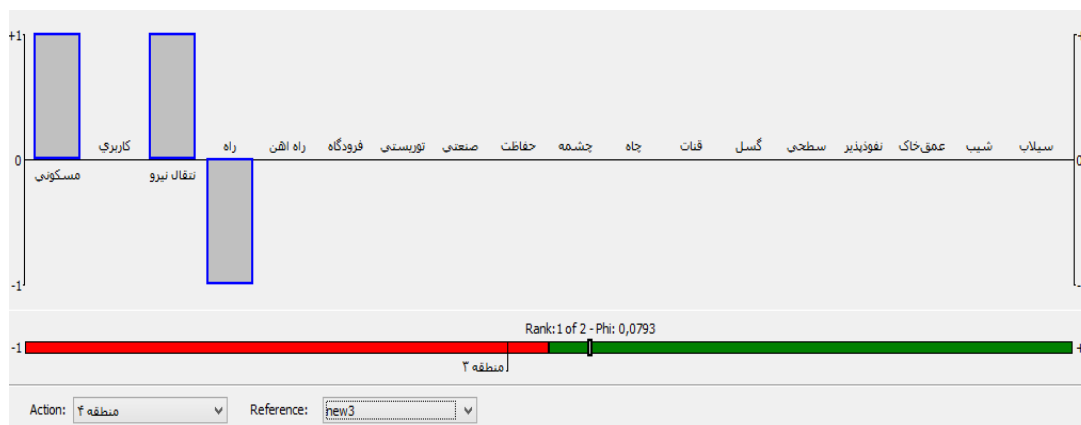 +1
+
کاربري راه راه اهن فرودگاه توريستي صنعتي حفاظت چشمه چاه قنات گسل سطحي نفوذپذير عمق‌خاک شيب سيلاب
0 0
مسکوني نتقال نيرو
-1
-
Rank:1 of 2 - Phi: 0,0793
-1 +
منطقه ۳
Action: منطقه ۴ Reference: new3